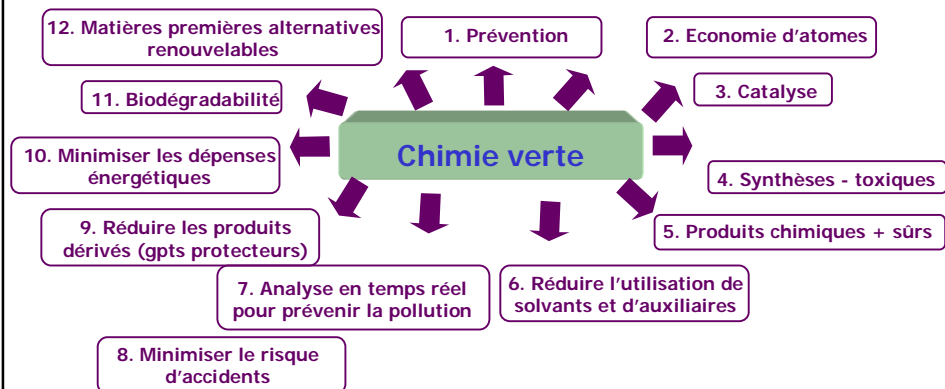 12. Matières premières alternatives
renouvelables
1. Prévention
2. Economie d'atomes
11. Biodégradabilité
3. Catalyse
Chimie verte
10. Minimiser les dépenses
énergétiques
4. Synthèses - toxiques
9. Réduire les produits
dérivés (gpts protecteurs)
5. Produits chimiques + sûrs
7. Analyse en temps réel
pour prévenir la pollution
6. Réduire l'utilisation de
solvants et d'auxiliaires
8. Minimiser le risque
d'accidents